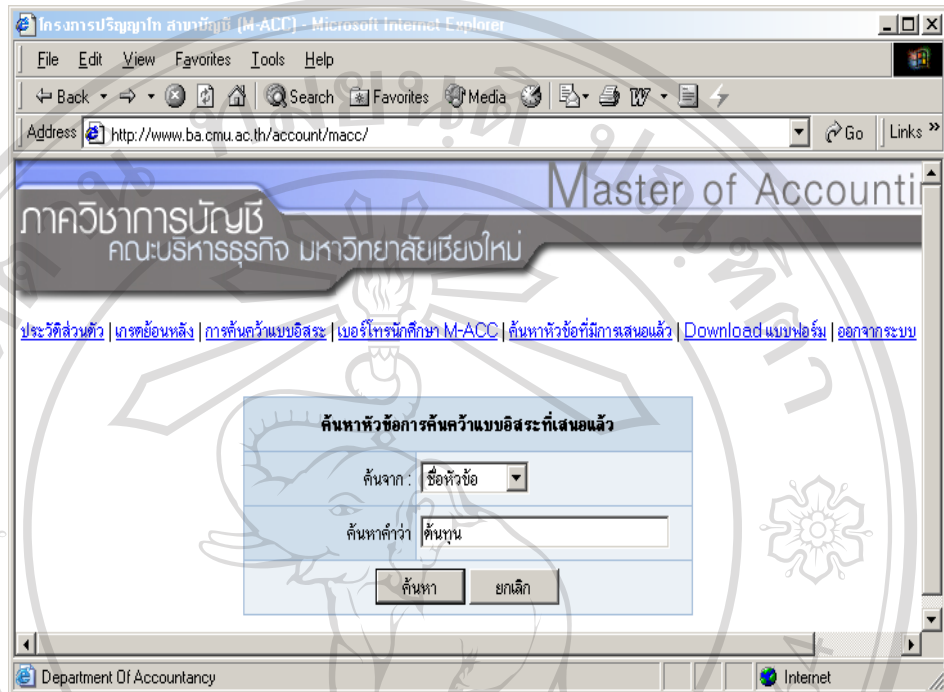 โครงการปริญญาโท สาขาบัญชี (M-ACC) - Microsoft Internet Explorer
File Edit View Favorites Tools Help
Back Search Favorites Media
Address http://www.ba.cmu.ac.th/account/macc/ Go Links »
Master of Accountin
ภาควิชาการบัญชี
คณะบริหารธุรกิจ มหาวิทยาลัยเชียงใหม่
ประวัติส่วนตัว | เกรดย้อนหลัง | การค้นคว้าแบบอิสระ | เบอร์โทรนักศึกษา M-ACC | ค้นหาหัวข้อที่มีการเสนอแล้ว | Download แบบฟอร์ม | ออกจากระบบ
ค้นหาหัวข้อการค้นคว้าแบบอิสระที่เสนอแล้ว
ค้นจาก : ชื่อหัวข้อ
ค้นหาคำว่า ต้นทุน
ค้นหา ยกเลิก
Department Of Accountancy Internet